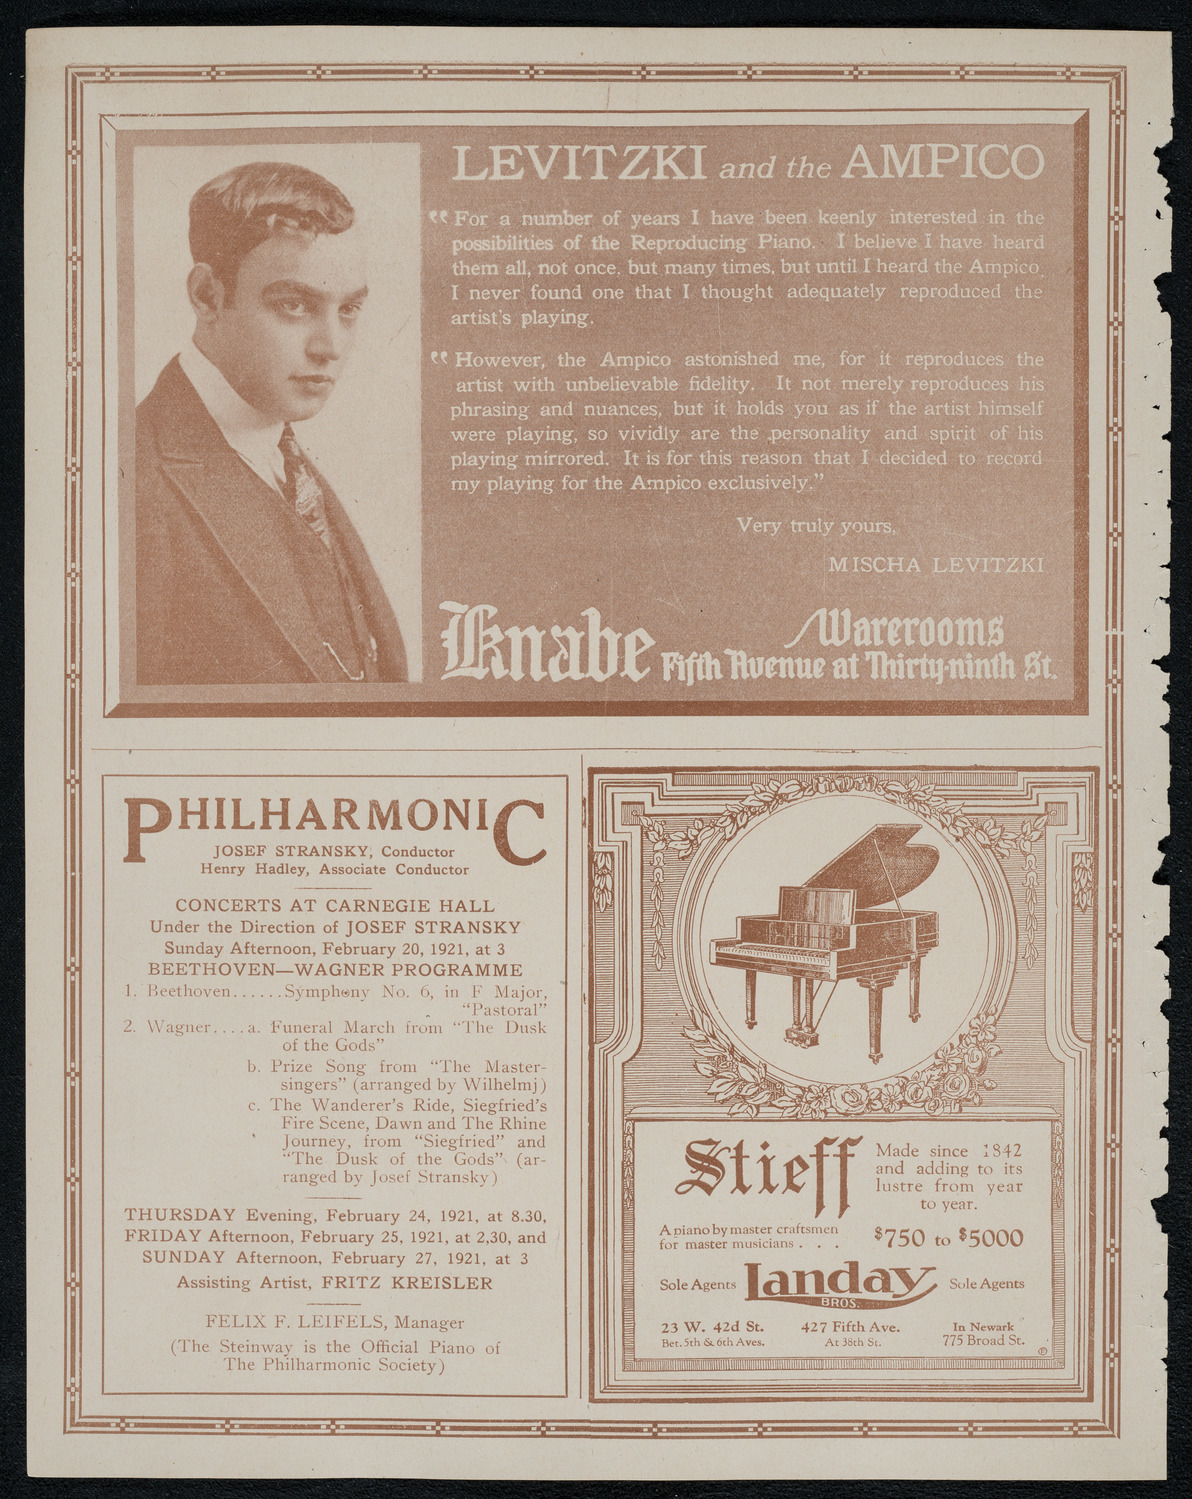 LEVITZKI and the AMPICO
“For a number of years I have been keenly interested in the
possibilities of the Reproducing Piano. I believe I have heard
them all, not once, but many times, but until I heard the Ampico
I never found one that I thought adequately reproduced the
artist's playing.
“However, the Ampico astonished me, for it reproduces the
artist with unbelievable fidelity. It not merely reproduces his
phrasing and nuances, but it holds you as if the artist himself
were playing, so vividly are the personality and spirit of his
playing mirrored. It is for this reason that I decided to record
my playing for the Ampico exclusively.”
Very truly yours,
MISCHA LEVITZKI
Knabe Warerooms
Fifth Avenue at Thirty-ninth St.
PHILHARMONIC
JOSEF STRANSKY, Conductor
Henry Hadley, Associate Conductor
CONCERTS AT CARNEGIE HALL
Under the Direction of JOSEF STRANSKY
Sunday Afternoon, February 20, 1921, at 3
BEETHOVEN—WAGNER PROGRAMME
1. Beethoven......Symphony No. 6, in F Major,
“Pastoral”
2. Wagner....a. Funeral March from “The Dusk
of the Gods”
b. Prize Song from “The Master-
singers” (arranged by Wilhelmj)
c. The Wanderer's Ride, Siegfried's
Fire Scene, Dawn and The Rhine
Journey, from “Siegfried” and
“The Dusk of the Gods” (ar-
ranged by Josef Stransky)
THURSDAY Evening, February 24, 1921, at 8.30,
FRIDAY Afternoon, February 25, 1921, at 2,30, and
SUNDAY Afternoon, February 27, 1921, at 3
Assisting Artist, FRITZ KREISLER
FELIX F. LEIFELS, Manager
(The Steinway is the Official Piano of
The Philharmonic Society)
Stieff
Made since 1842
and adding to its
lustre from year
to year.
A piano by master craftsmen
for master musicians . . .
$750 to $5000
Sole Agents Landay Sole Agents
BROS.
23 W. 42d St. 427 Fifth Ave. In Newark
Bet. 5th & 6th Aves. At 38th St. 775 Broad St.